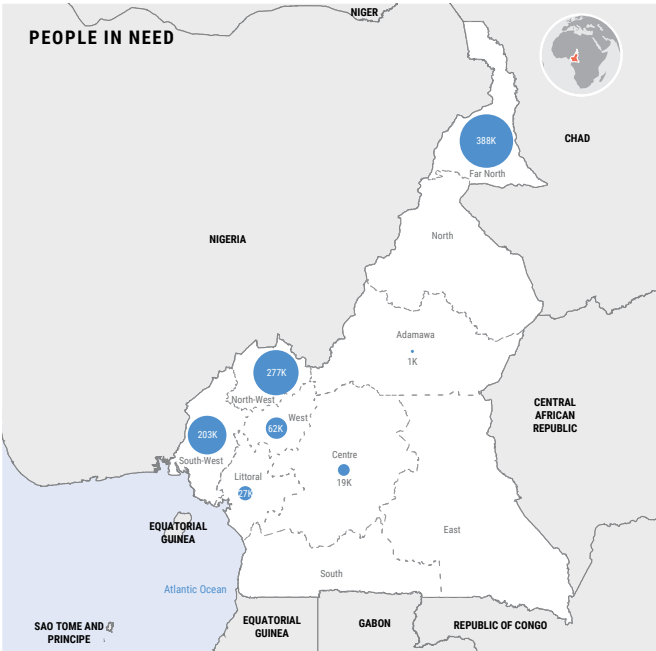 NIGER
PEOPLE IN NEED
CHAD
388K
Far North
North
NIGERIA
Adamawa
1K
277K
North-West
CENTRAL
AFRICAN
REPUBLIC
West
62K
203K
South-West
Centre
19K
Littoral
27K
EQUATORIAL
GUINEA
East
South
Atlantic Ocean
SAO TOME AND
PRINCIPE
EQUATORIAL
GUINEA
GABON
REPUBLIC OF CONGO